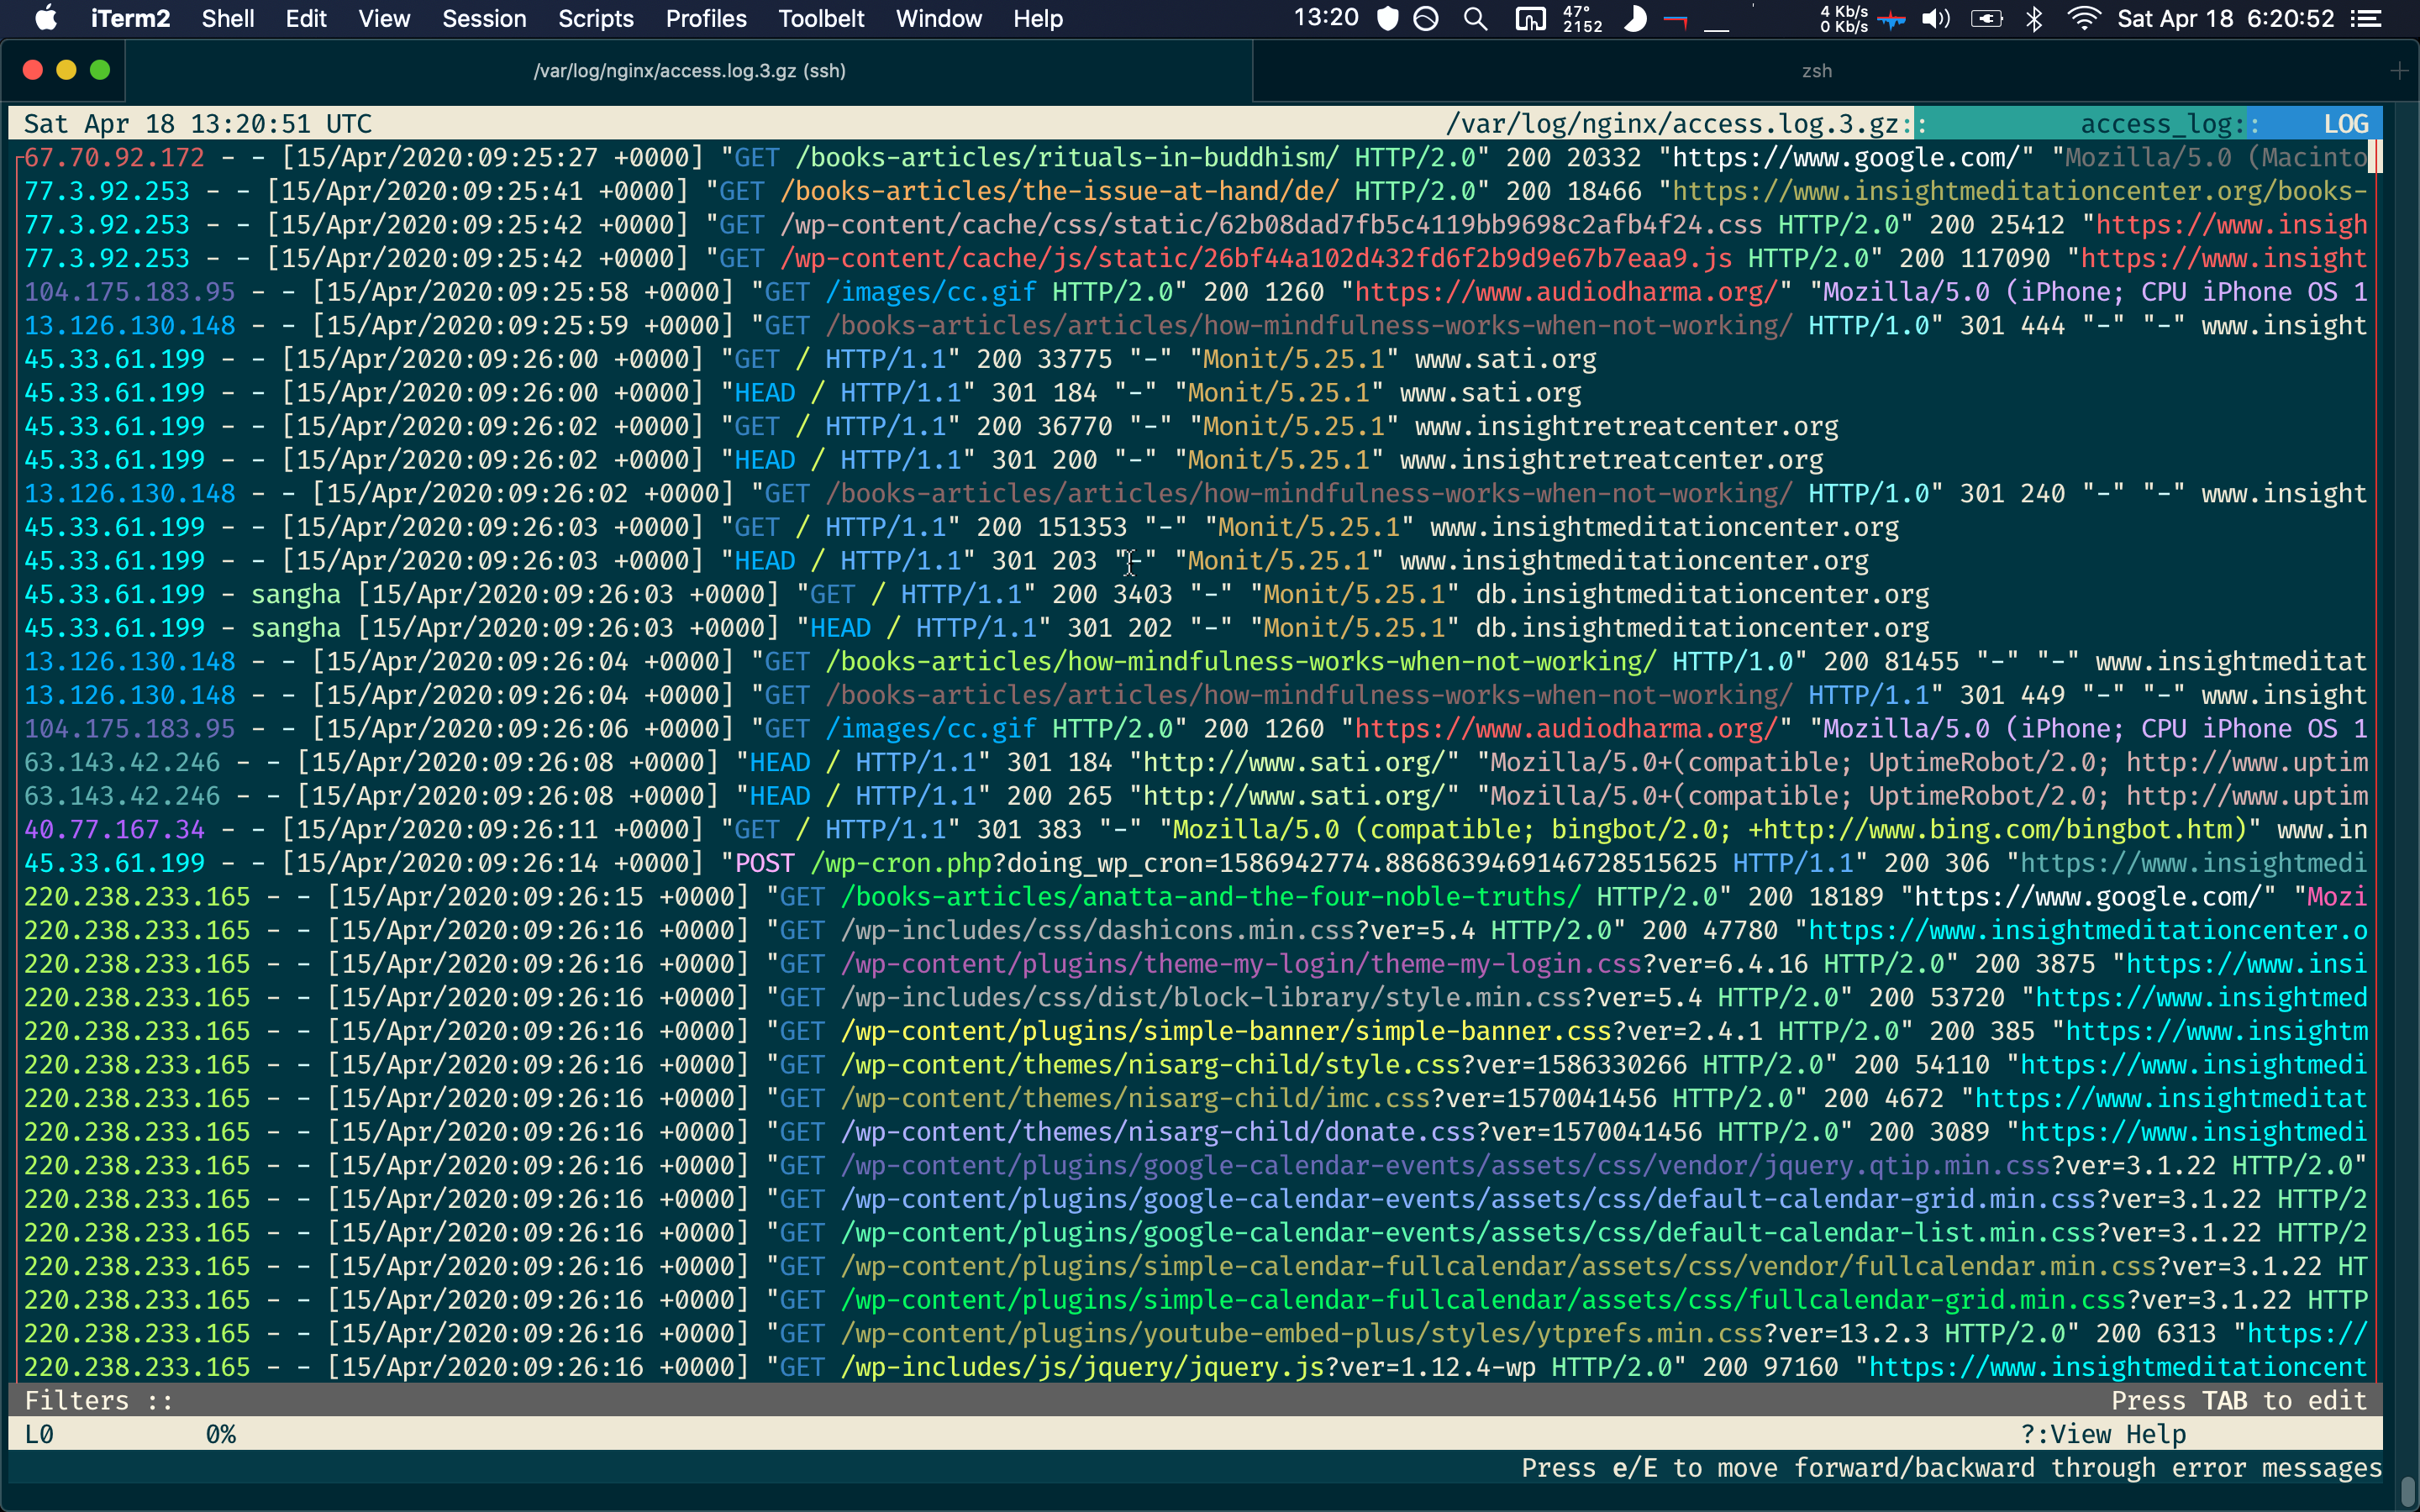 iTerm2 Shell Edit View Session Scripts Profiles Toolbelt Window Help 13:20 47° 2152 4 Kb/s 0 Kb/s Sat Apr 18 6:20:52
/var/log/nginx/access.log.3.gz (ssh) zsh
Sat Apr 18 13:20:51 UTC /var/log/nginx/access.log.3.gz:: access_log:: LOG
67.70.92.172 - - [15/Apr/2020:09:25:27 +0000] "GET /books-articles/rituals-in-buddhism/ HTTP/2.0" 200 20332 "https://www.google.com/" "Mozilla/5.0 (Macinto
77.3.92.253 - - [15/Apr/2020:09:25:41 +0000] "GET /books-articles/the-issue-at-hand/de/ HTTP/2.0" 200 18466 "https://www.insightmeditationcenter.org/books-
77.3.92.253 - - [15/Apr/2020:09:25:42 +0000] "GET /wp-content/cache/css/static/62b08dad7fb5c4119bb9698c2afb4f24.css HTTP/2.0" 200 25412 "https://www.insigh
77.3.92.253 - - [15/Apr/2020:09:25:42 +0000] "GET /wp-content/cache/js/static/26bf44a102d432fd6f2b9d9e67b7eaa9.js HTTP/2.0" 200 117090 "https://www.insight
104.175.183.95 - - [15/Apr/2020:09:25:58 +0000] "GET /images/cc.gif HTTP/2.0" 200 1260 "https://www.audiodharma.org/" "Mozilla/5.0 (iPhone; CPU iPhone OS 1
13.126.130.148 - - [15/Apr/2020:09:25:59 +0000] "GET /books-articles/articles/how-mindfulness-works-when-not-working/ HTTP/1.0" 301 444 "-" "-" www.insight
45.33.61.199 - - [15/Apr/2020:09:26:00 +0000] "GET / HTTP/1.1" 200 33775 "-" "Monit/5.25.1" www.sati.org
45.33.61.199 - - [15/Apr/2020:09:26:00 +0000] "HEAD / HTTP/1.1" 301 184 "-" "Monit/5.25.1" www.sati.org
45.33.61.199 - - [15/Apr/2020:09:26:02 +0000] "GET / HTTP/1.1" 200 36770 "-" "Monit/5.25.1" www.insightretreatcenter.org
45.33.61.199 - - [15/Apr/2020:09:26:02 +0000] "HEAD / HTTP/1.1" 301 200 "-" "Monit/5.25.1" www.insightretreatcenter.org
13.126.130.148 - - [15/Apr/2020:09:26:02 +0000] "GET /books-articles/articles/how-mindfulness-works-when-not-working/ HTTP/1.0" 301 240 "-" "-" www.insight
45.33.61.199 - - [15/Apr/2020:09:26:03 +0000] "GET / HTTP/1.1" 200 151353 "-" "Monit/5.25.1" www.insightmeditationcenter.org
45.33.61.199 - - [15/Apr/2020:09:26:03 +0000] "HEAD / HTTP/1.1" 301 203 "-" "Monit/5.25.1" www.insightmeditationcenter.org
45.33.61.199 - sangha [15/Apr/2020:09:26:03 +0000] "GET / HTTP/1.1" 200 3403 "-" "Monit/5.25.1" db.insightmeditationcenter.org
45.33.61.199 - sangha [15/Apr/2020:09:26:03 +0000] "HEAD / HTTP/1.1" 301 202 "-" "Monit/5.25.1" db.insightmeditationcenter.org
13.126.130.148 - - [15/Apr/2020:09:26:04 +0000] "GET /books-articles/how-mindfulness-works-when-not-working/ HTTP/1.0" 200 81455 "-" "-" www.insightmeditat
13.126.130.148 - - [15/Apr/2020:09:26:04 +0000] "GET /books-articles/articles/how-mindfulness-works-when-not-working/ HTTP/1.1" 301 449 "-" "-" www.insight
104.175.183.95 - - [15/Apr/2020:09:26:06 +0000] "GET /images/cc.gif HTTP/2.0" 200 1260 "https://www.audiodharma.org/" "Mozilla/5.0 (iPhone; CPU iPhone OS 1
63.143.42.246 - - [15/Apr/2020:09:26:08 +0000] "HEAD / HTTP/1.1" 301 184 "http://www.sati.org/" "Mozilla/5.0+(compatible; UptimeRobot/2.0; http://www.uptim
63.143.42.246 - - [15/Apr/2020:09:26:08 +0000] "HEAD / HTTP/1.1" 200 265 "http://www.sati.org/" "Mozilla/5.0+(compatible; UptimeRobot/2.0; http://www.uptim
40.77.167.34 - - [15/Apr/2020:09:26:11 +0000] "GET / HTTP/1.1" 301 383 "-" "Mozilla/5.0 (compatible; bingbot/2.0; +http://www.bing.com/bingbot.htm)" www.in
45.33.61.199 - - [15/Apr/2020:09:26:14 +0000] "POST /wp-cron.php?doing_wp_cron=1586942774.8868639469146728515625 HTTP/1.1" 200 306 "https://www.insightmedi
220.238.233.165 - - [15/Apr/2020:09:26:15 +0000] "GET /books-articles/anatta-and-the-four-noble-truths/ HTTP/2.0" 200 18189 "https://www.google.com/" "Mozi
220.238.233.165 - - [15/Apr/2020:09:26:16 +0000] "GET /wp-includes/css/dashicons.min.css?ver=5.4 HTTP/2.0" 200 47780 "https://www.insightmeditationcenter.o
220.238.233.165 - - [15/Apr/2020:09:26:16 +0000] "GET /wp-content/plugins/theme-my-login/theme-my-login.css?ver=6.4.16 HTTP/2.0" 200 3875 "https://www.insi
220.238.233.165 - - [15/Apr/2020:09:26:16 +0000] "GET /wp-includes/css/dist/block-library/style.min.css?ver=5.4 HTTP/2.0" 200 53720 "https://www.insightmed
220.238.233.165 - - [15/Apr/2020:09:26:16 +0000] "GET /wp-content/plugins/simple-banner/simple-banner.css?ver=2.4.1 HTTP/2.0" 200 385 "https://www.insightm
220.238.233.165 - - [15/Apr/2020:09:26:16 +0000] "GET /wp-content/themes/nisarg-child/style.css?ver=1586330266 HTTP/2.0" 200 54110 "https://www.insightmedi
220.238.233.165 - - [15/Apr/2020:09:26:16 +0000] "GET /wp-content/themes/nisarg-child/imc.css?ver=1570041456 HTTP/2.0" 200 4672 "https://www.insightmeditat
220.238.233.165 - - [15/Apr/2020:09:26:16 +0000] "GET /wp-content/themes/nisarg-child/donate.css?ver=1570041456 HTTP/2.0" 200 3089 "https://www.insightmedi
220.238.233.165 - - [15/Apr/2020:09:26:16 +0000] "GET /wp-content/plugins/google-calendar-events/assets/css/vendor/jquery.qtip.min.css?ver=3.1.22 HTTP/2.0"
220.238.233.165 - - [15/Apr/2020:09:26:16 +0000] "GET /wp-content/plugins/google-calendar-events/assets/css/default-calendar-grid.min.css?ver=3.1.22 HTTP/2
220.238.233.165 - - [15/Apr/2020:09:26:16 +0000] "GET /wp-content/plugins/google-calendar-events/assets/css/default-calendar-list.min.css?ver=3.1.22 HTTP/2
220.238.233.165 - - [15/Apr/2020:09:26:16 +0000] "GET /wp-content/plugins/simple-calendar-fullcalendar/assets/css/vendor/fullcalendar.min.css?ver=3.1.22 HT
220.238.233.165 - - [15/Apr/2020:09:26:16 +0000] "GET /wp-content/plugins/simple-calendar-fullcalendar/assets/css/fullcalendar-grid.min.css?ver=3.1.22 HTTP
220.238.233.165 - - [15/Apr/2020:09:26:16 +0000] "GET /wp-content/plugins/youtube-embed-plus/styles/ytprefs.min.css?ver=13.2.3 HTTP/2.0" 200 6313 "https://
220.238.233.165 - - [15/Apr/2020:09:26:16 +0000] "GET /wp-includes/js/jquery/jquery.js?ver=1.12.4-wp HTTP/2.0" 200 97160 "https://www.insightmeditationcent
Filters :: Press TAB to edit
L0 0% ?:View Help
Press e/E to move forward/backward through error messages